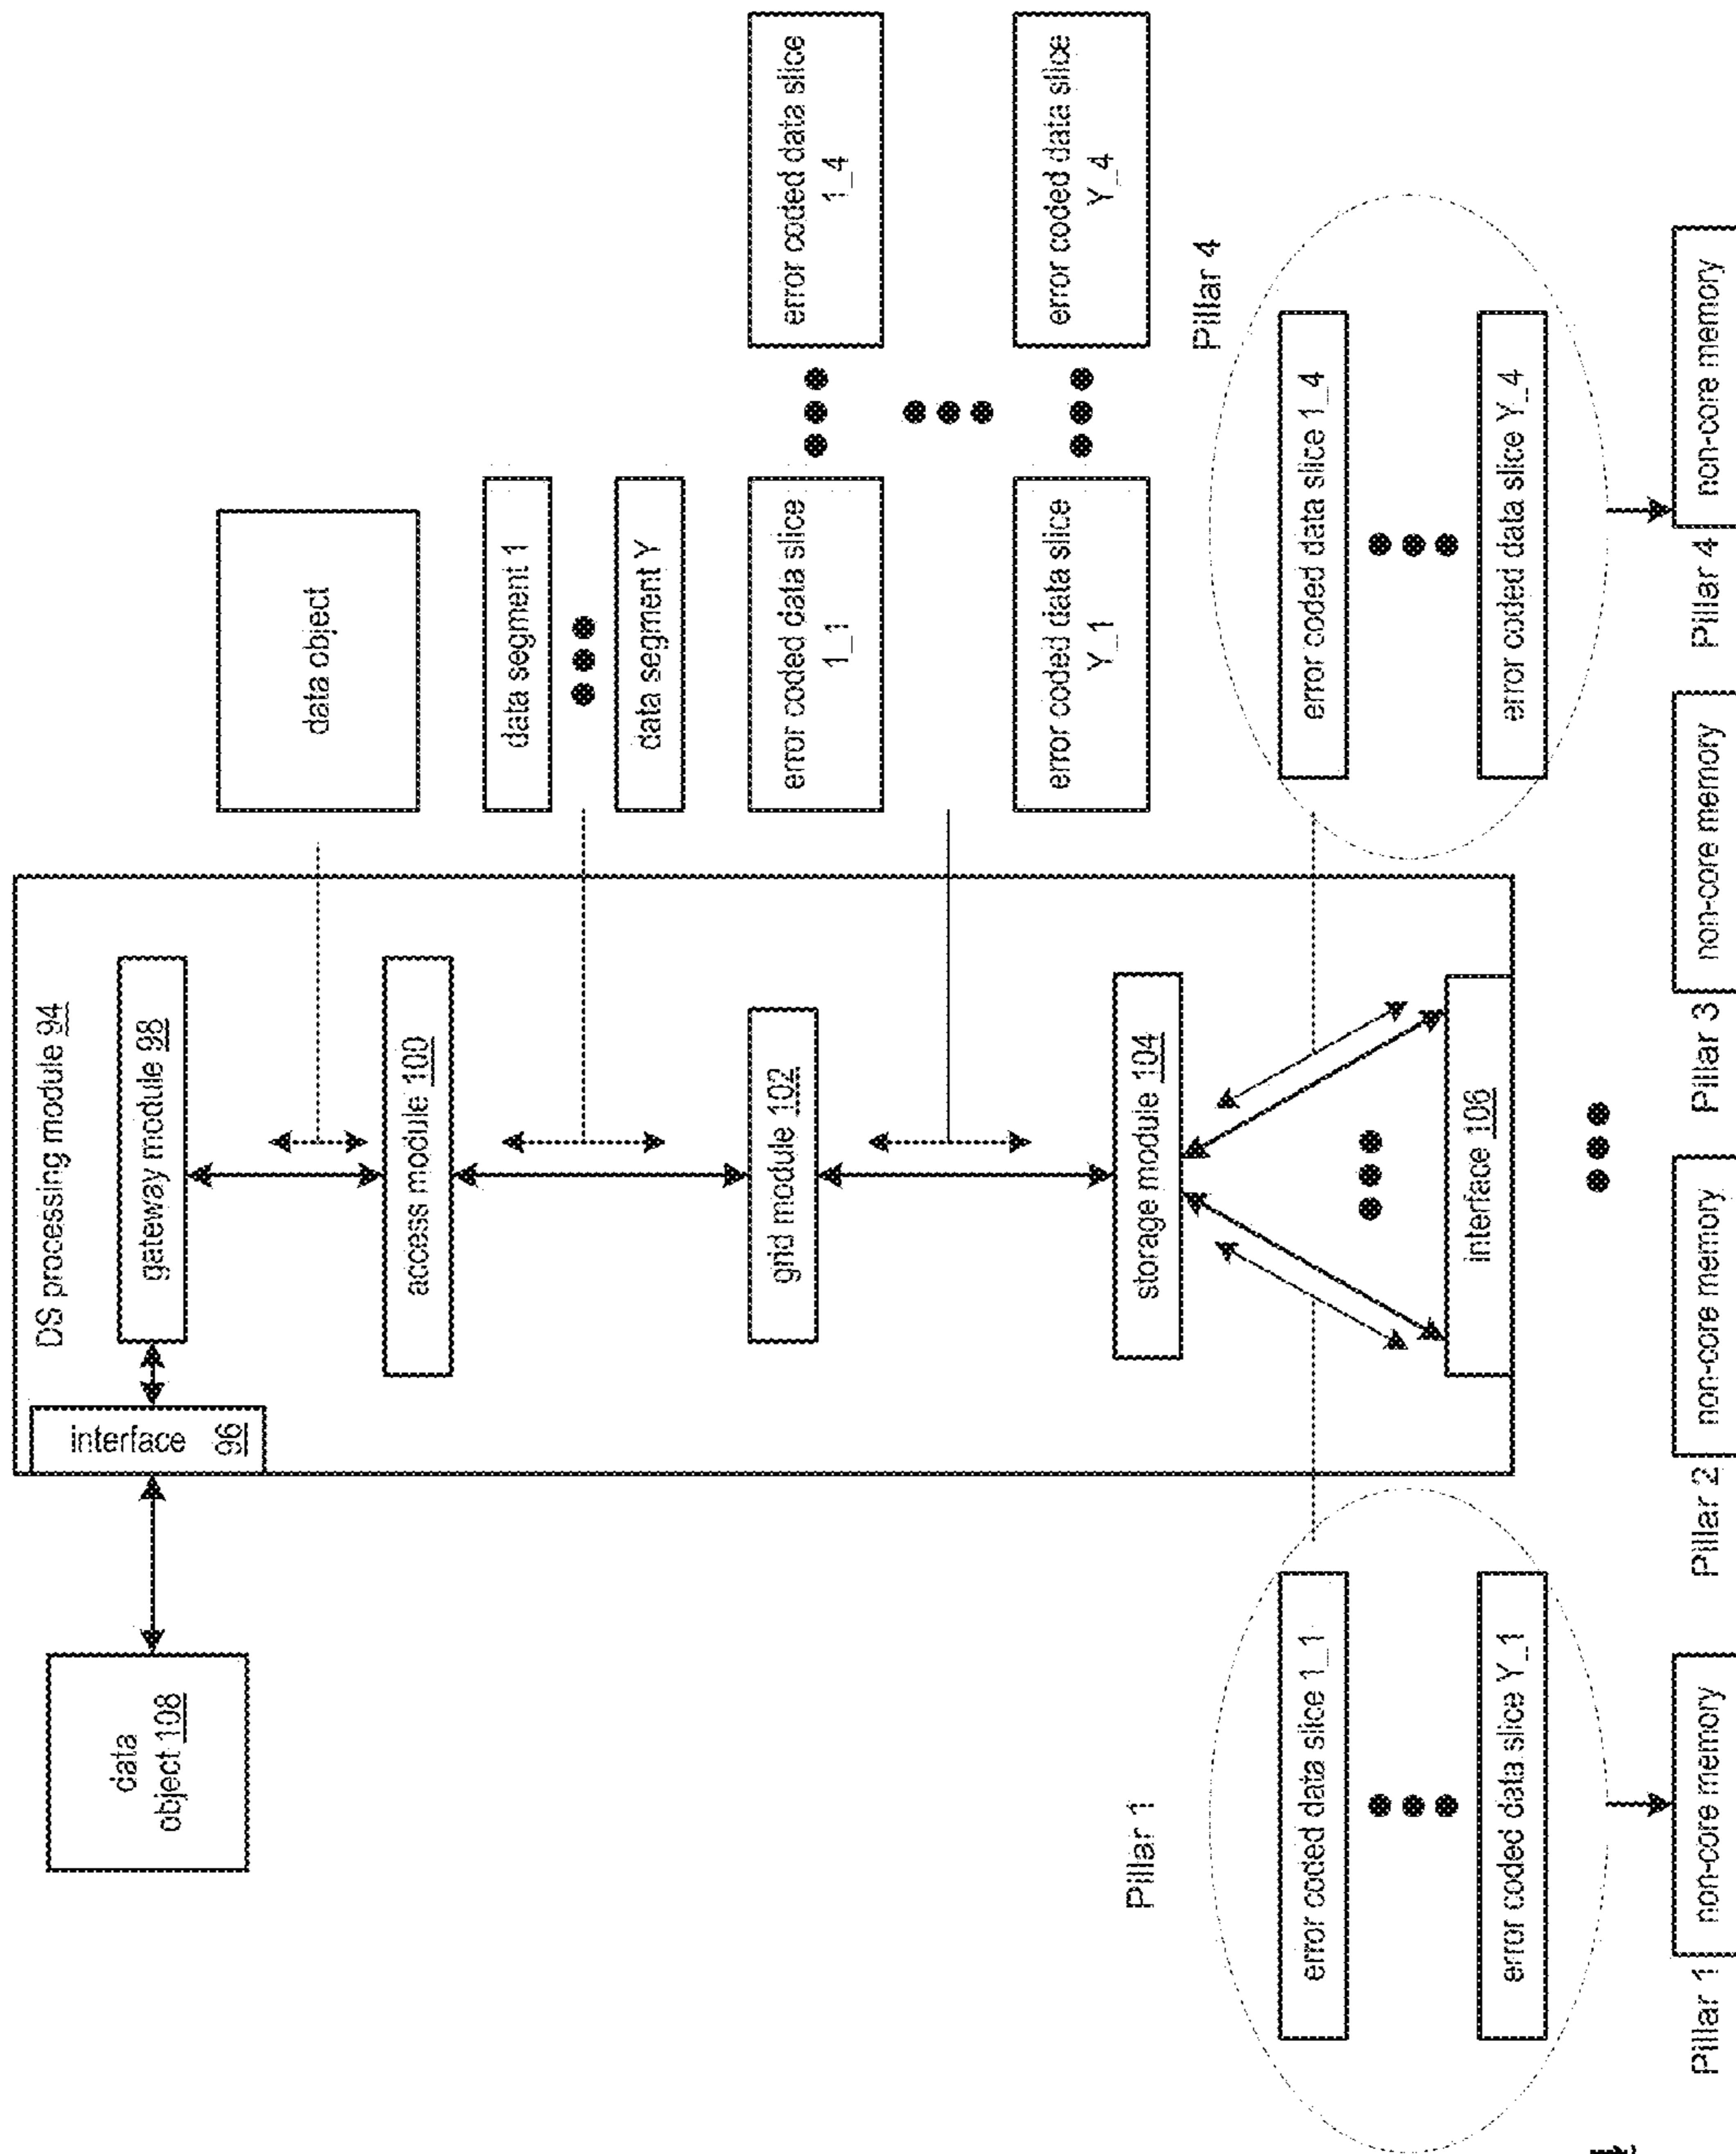 data
object 108
interface 96
DS processing module 94
gateway module 98
access module 100
grid module 102
storage module 104
interface 106
data object
data segment 1
data segment Y
error coded data slice
1_1
error coded data slice
1_4
error coded data slice
Y_1
error coded data slice
Y_4
Pillar 1
error coded data slice 1_1
error coded data slice Y_1
Pillar 4
error coded data slice 1_4
error coded data slice Y_4
Pillar 1
non-core memory
Pillar 2
non-core memory
Pillar 3
non-core memory
Pillar 4
non-core memory